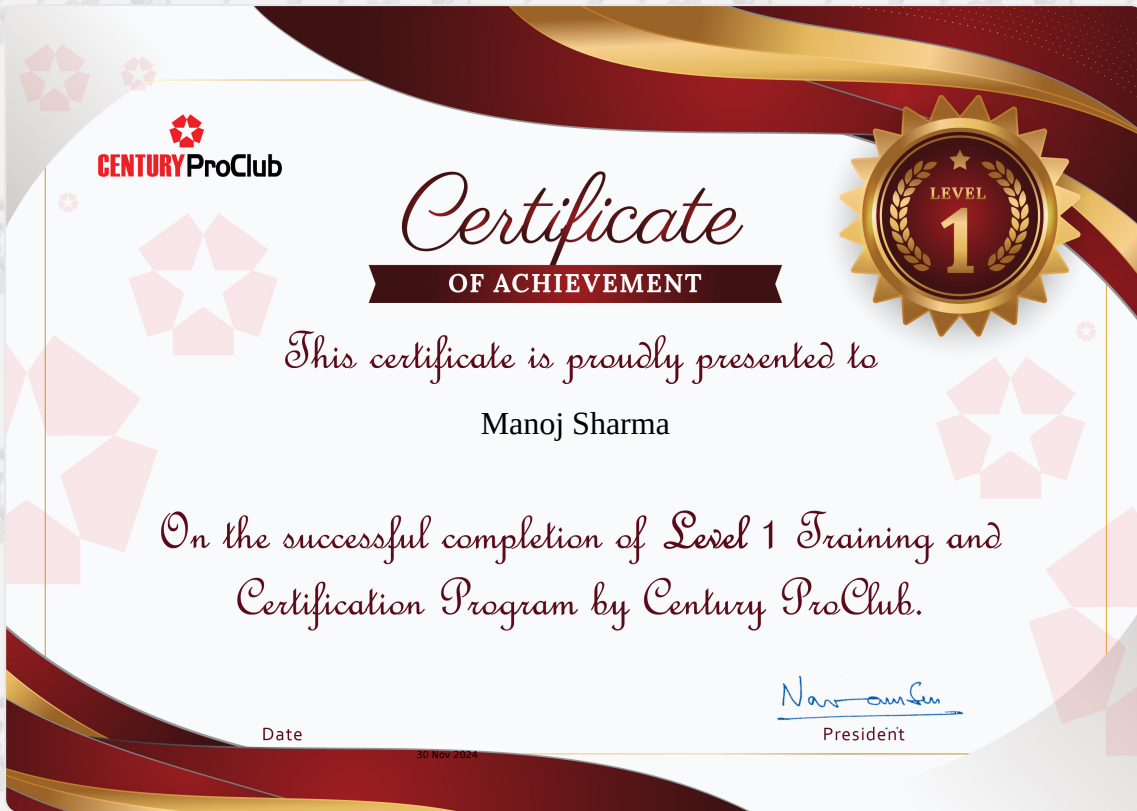 CENTURY ProClub
LEVEL
1
Certificate
OF ACHIEVEMENT
This certificate is proudly presented to
Manoj Sharma
On the successful completion of Level 1 Training and
Certification Program by Century ProClub.
Date
President
30 Nov 2024